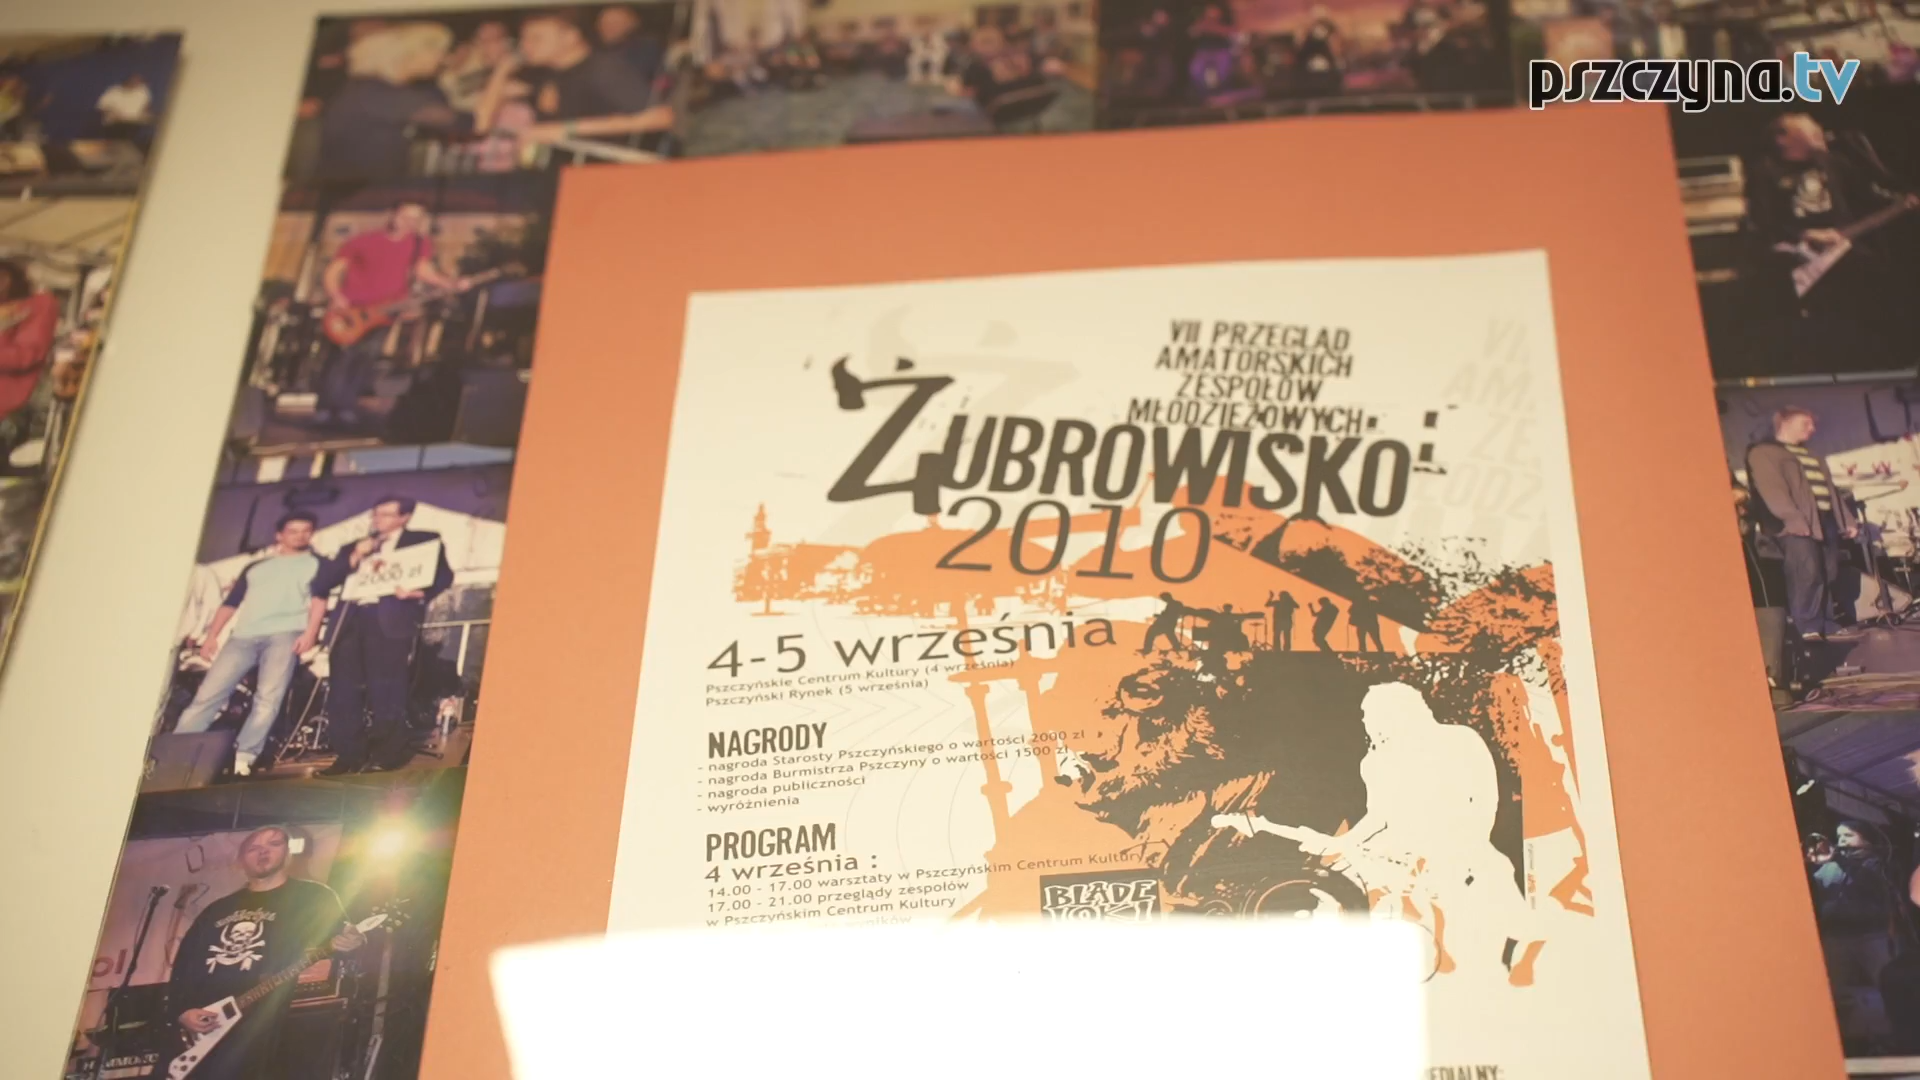 pszczyna.tv
VII PRZEGLĄD
AMATORSKICH
ZESPOŁÓW
MŁODZIEŻOWYCH
ŻUBROWISKO
2010
4-5 września
Pszczyńskie Centrum Kultury (4 września)
Pszczyński Rynek (5 września)
NAGRODY
- nagroda Starosty Pszczyńskiego o wartości 2000 zł
- nagroda Burmistrza Pszczyny o wartości 1500 zł
- nagroda publiczności
- wyróżnienia
PROGRAM
4 września :
14.00 - 17.00 warsztaty w Pszczyńskim Centrum Kultury
17.00 - 21.00 przeglądy zespołów
w Pszczyńskim Centrum Kultury
BLADE
LOKI
2000 zł